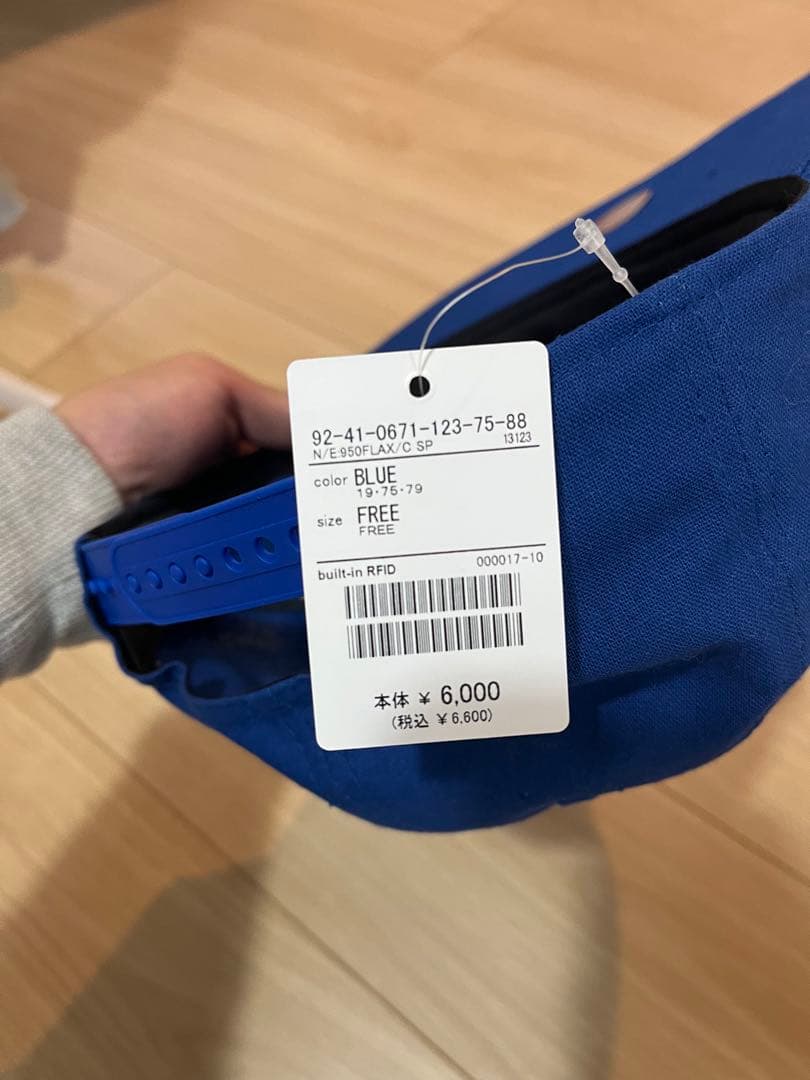 92-41-0671-123-75-88
N/E:950FLAX/C SP 13123
color BLUE
19・75・79
size FREE
FREE
built-in RFID 000017-10
本体 ¥ 6,000
(税込 ¥6,600)